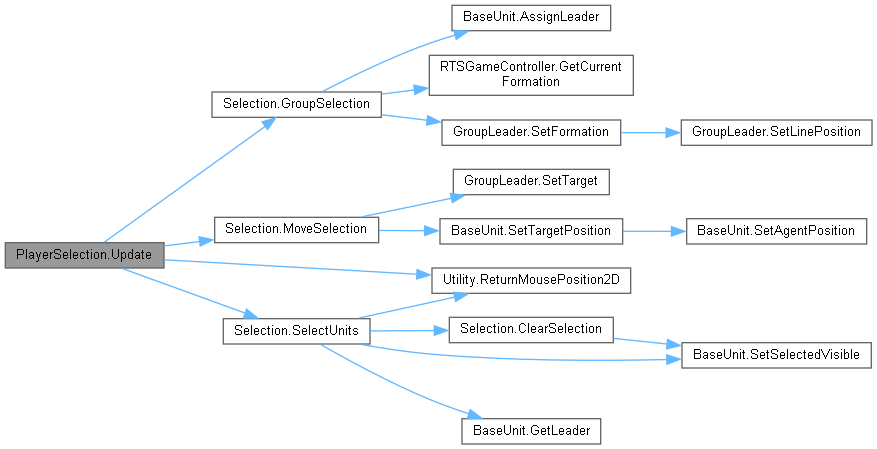 BaseUnit.AssignLeader
RTSGameController.GetCurrent
Formation
Selection.GroupSelection
GroupLeader.SetFormation
GroupLeader.SetLinePosition
GroupLeader.SetTarget
Selection.MoveSelection
BaseUnit.SetTargetPosition
BaseUnit.SetAgentPosition
PlayerSelection.Update
Utility.ReturnMousePosition2D
Selection.SelectUnits
Selection.ClearSelection
BaseUnit.SetSelectedVisible
BaseUnit.GetLeader